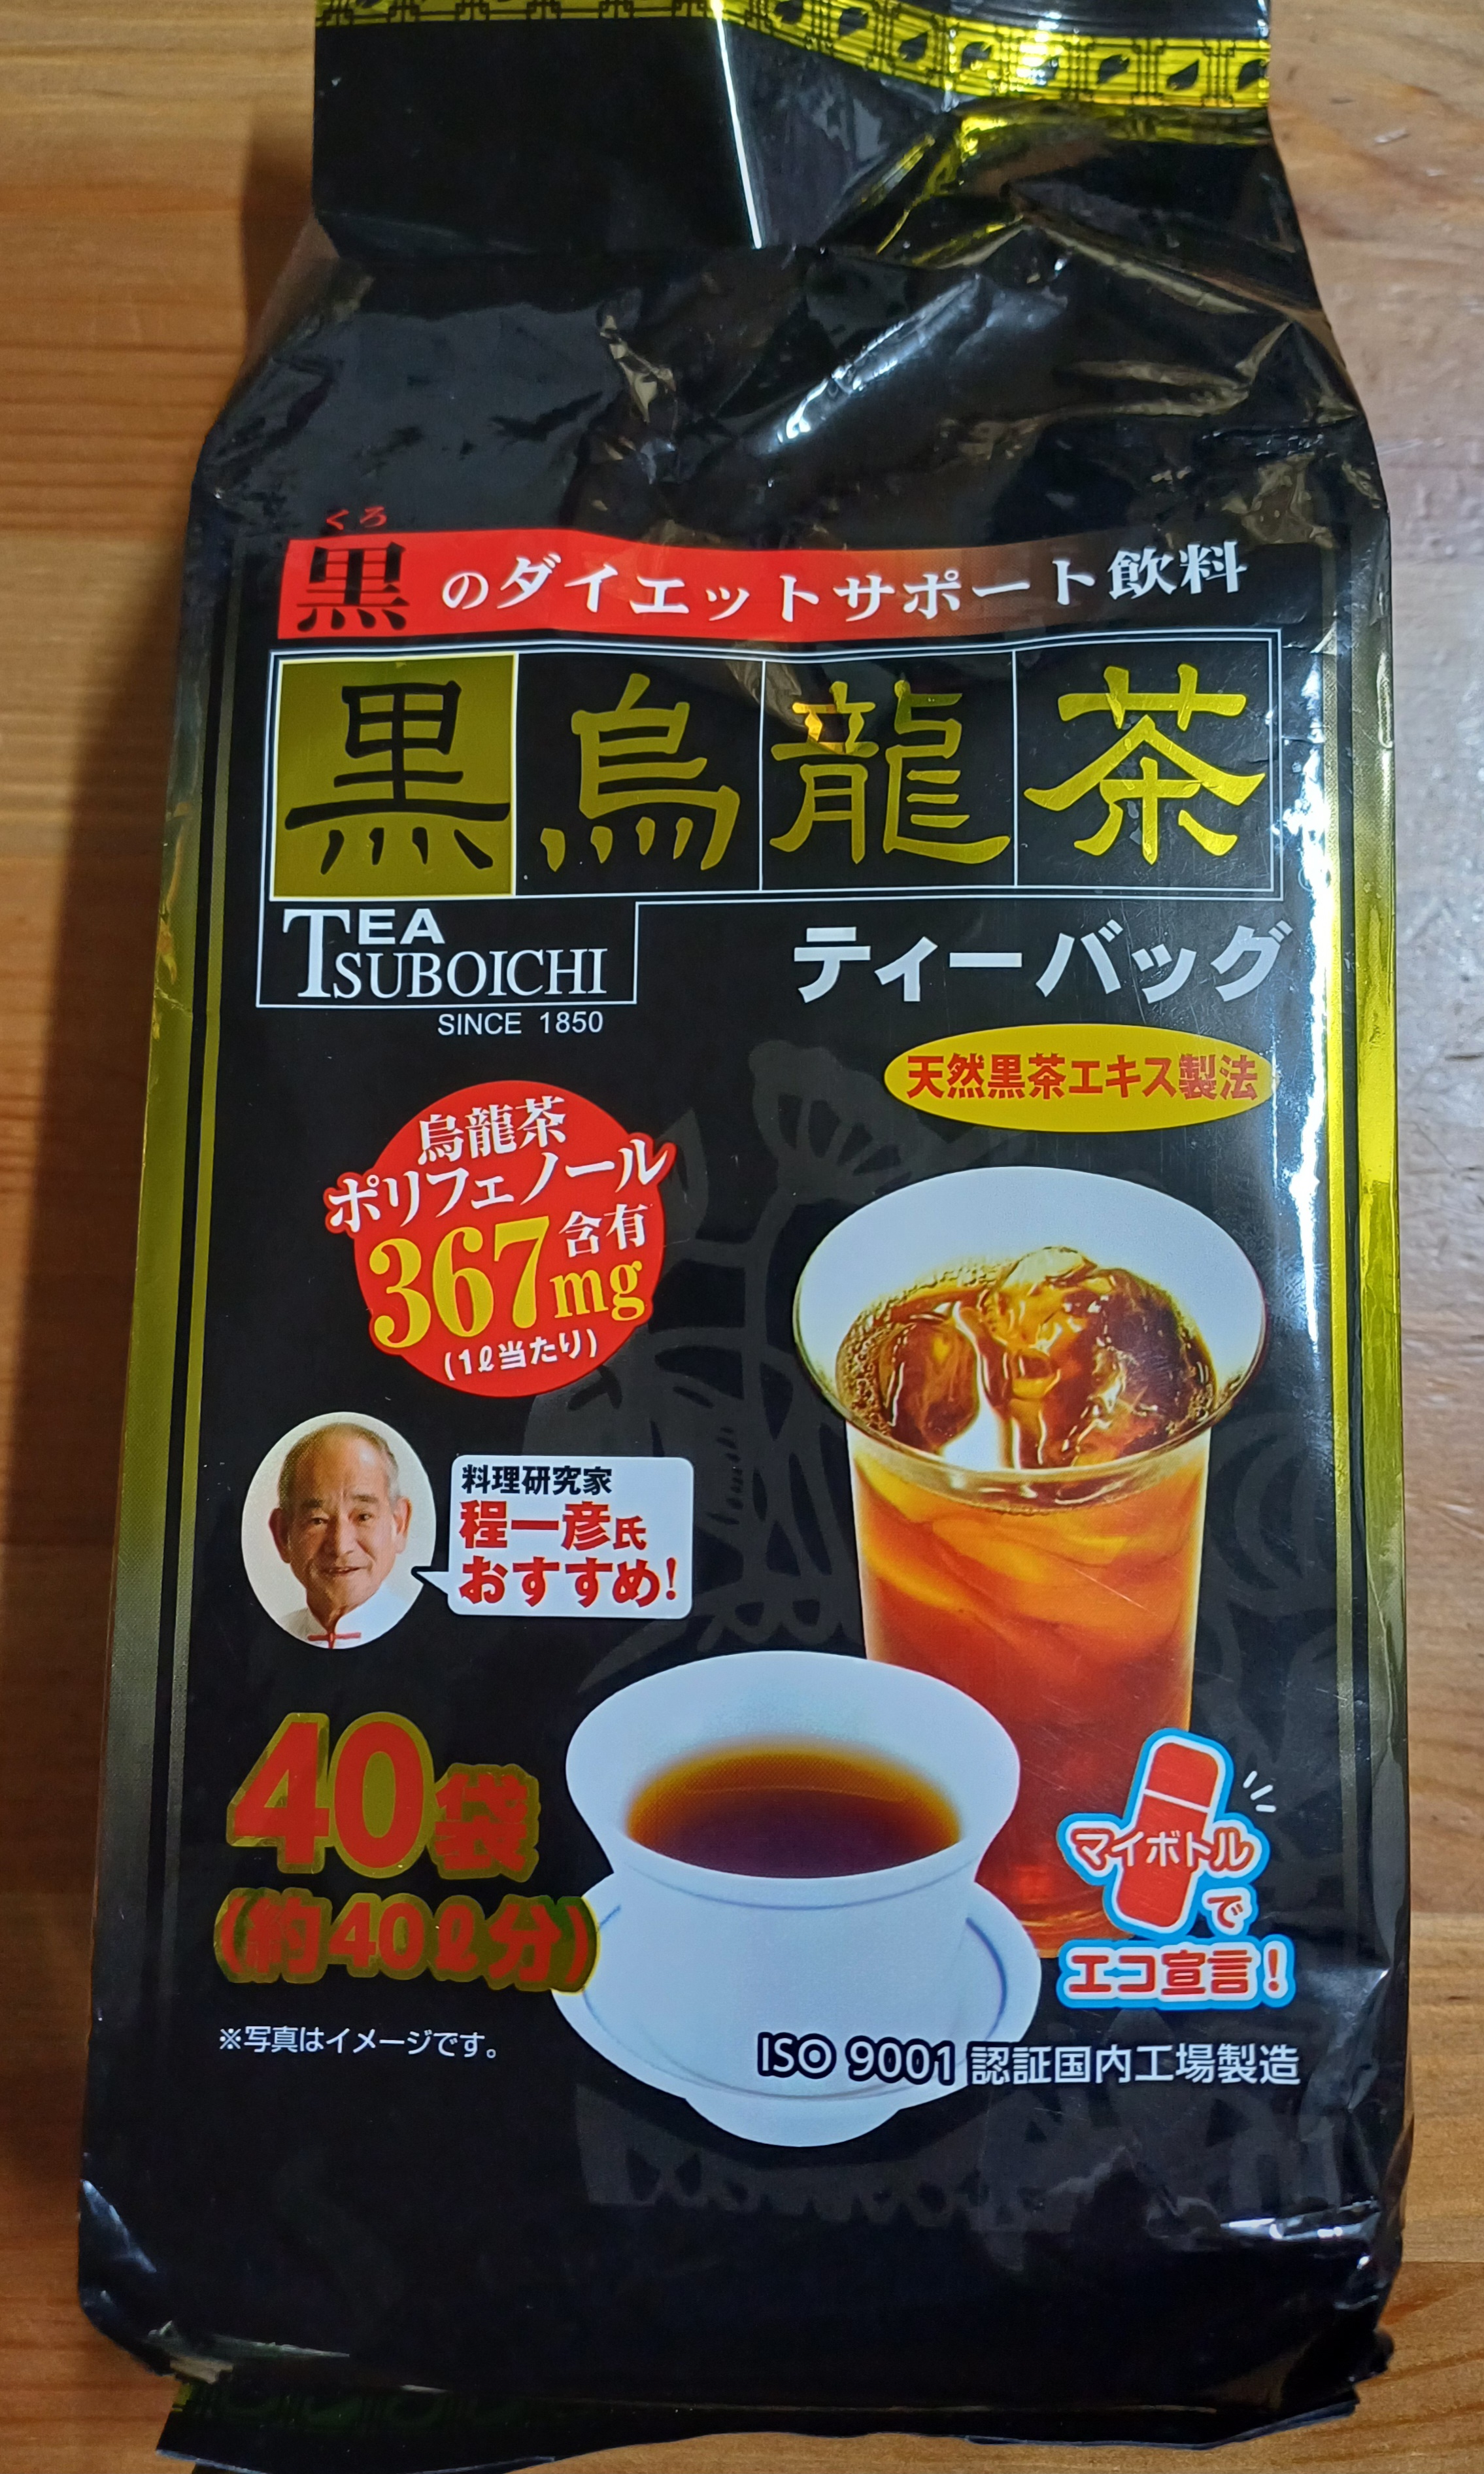 くろ
黒のダイエットサポート飲料
黒烏龍茶
TEA
TSUBOICHI
SINCE 1850
ティーバッグ
天然黒茶エキス製法
烏龍茶
ポリフェノール
367mg含有
(1ℓ当たり)
料理研究家
程一彦氏
おすすめ!
40袋
(約40ℓ分)
マイボトル
で
エコ宣言!
※写真はイメージです。
ISO 9001 認証国内工場製造